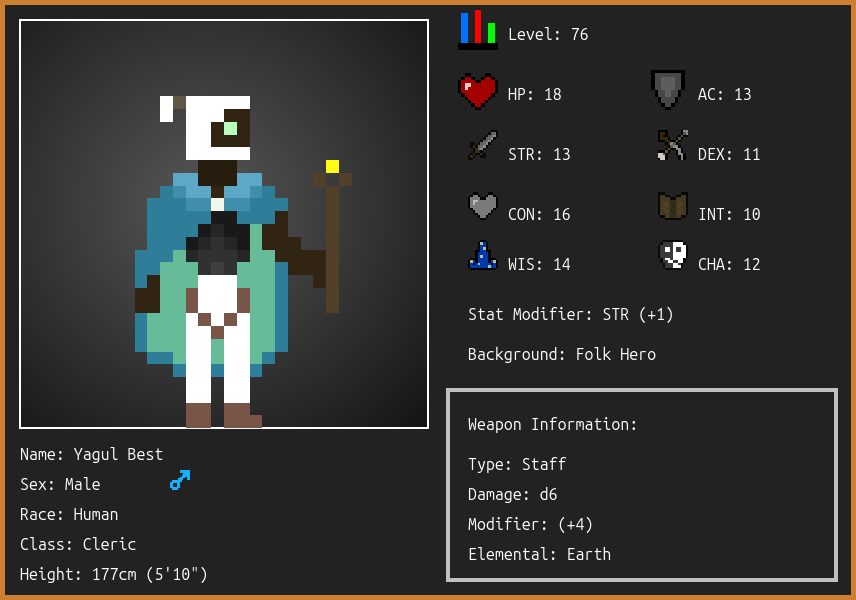 Level: 76
HP: 18
AC: 13
STR: 13
DEX: 11
CON: 16
INT: 10
WIS: 14
CHA: 12
Stat Modifier: STR (+1)
Background: Folk Hero
Weapon Information:
Type: Staff
Damage: d6
Modifier: (+4)
Elemental: Earth
Name: Yagul Best
Sex: Male
Race: Human
Class: Cleric
Height: 177cm (5'10")